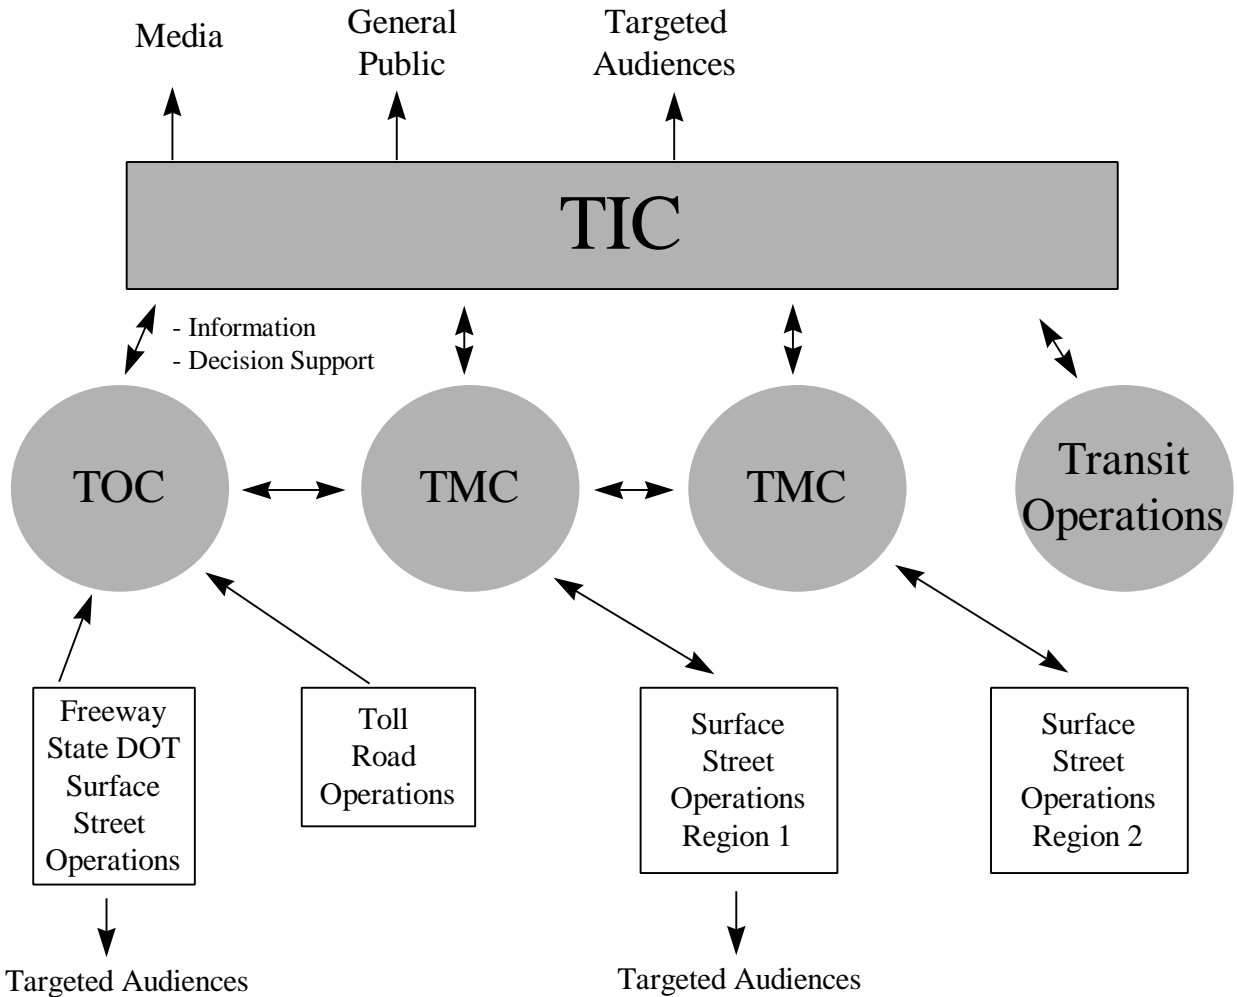 Media
General
Public
Targeted
Audiences
TIC
- Information
- Decision Support
TOC
TMC
TMC
Transit
Operations
Freeway
State DOT
Surface
Street
Operations
Toll
Road
Operations
Surface
Street
Operations
Region 1
Surface
Street
Operations
Region 2
Targeted Audiences
Targeted Audiences